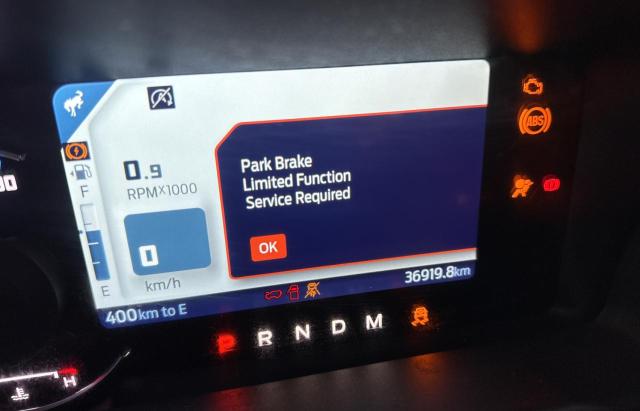 ABS
0.9
RPMX1000
F
Park Brake
Limited Function
Service Required
OK
0
km/h
E
36919.8km
400km to E
P R N D M
H